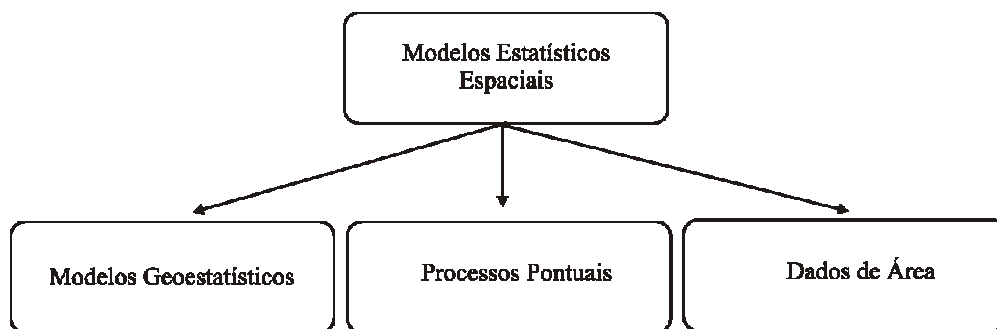 Modelos Estatísticos
Espaciais
Modelos Geoestatísticos
Processos Pontuais
Dados de Área